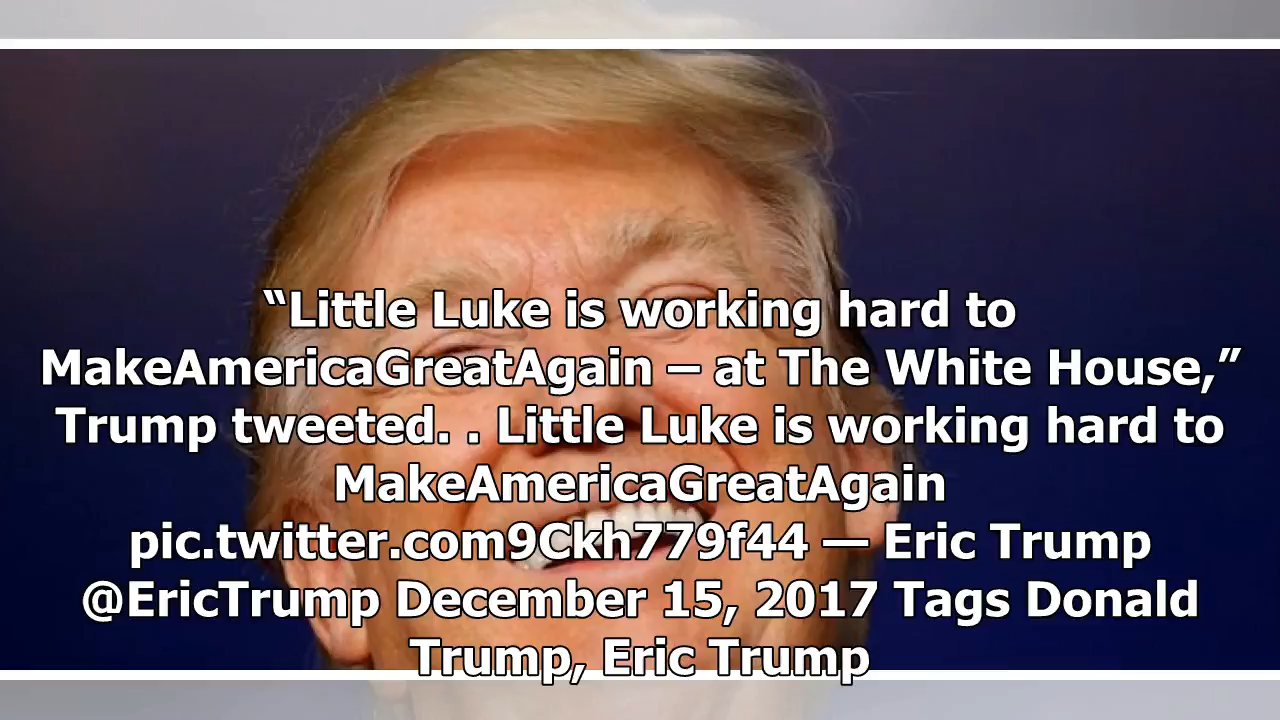 “Little Luke is working hard to
MakeAmericaGreatAgain – at The White House,”
Trump tweeted. . Little Luke is working hard to
MakeAmericaGreatAgain
pic.twitter.com9Ckh779f44 — Eric Trump
@EricTrump December 15, 2017 Tags Donald
Trump, Eric Trump